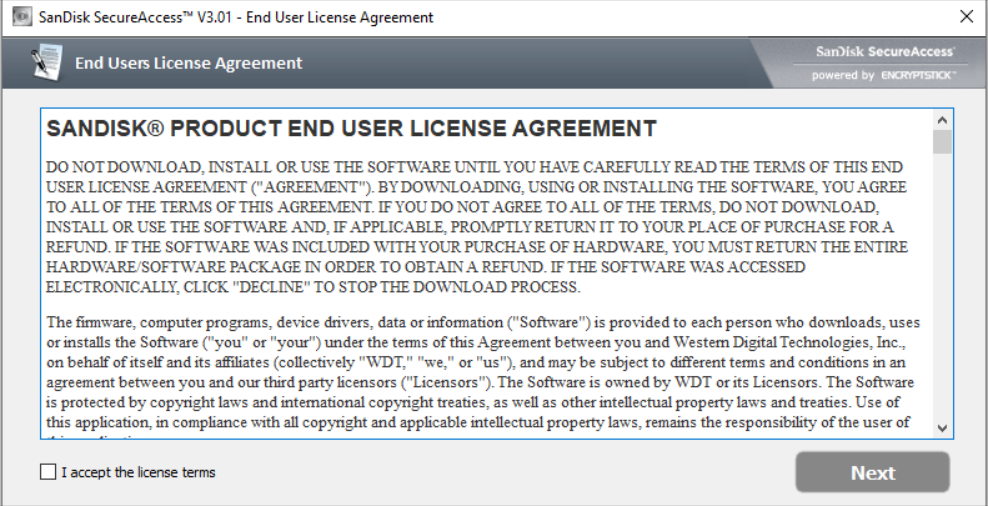 SanDisk SecureAccess™ V3.01 - End User License Agreement
End Users License Agreement
SanDisk SecureAccess™
powered by ENCRYPTSTICK™
SANDISK® PRODUCT END USER LICENSE AGREEMENT
DO NOT DOWNLOAD, INSTALL OR USE THE SOFTWARE UNTIL YOU HAVE CAREFULLY READ THE TERMS OF THIS END
USER LICENSE AGREEMENT ("AGREEMENT"). BY DOWNLOADING, USING OR INSTALLING THE SOFTWARE, YOU AGREE
TO ALL OF THE TERMS OF THIS AGREEMENT. IF YOU DO NOT AGREE TO ALL OF THE TERMS, DO NOT DOWNLOAD,
INSTALL OR USE THE SOFTWARE AND, IF APPLICABLE, PROMPTLY RETURN IT TO YOUR PLACE OF PURCHASE FOR A
REFUND. IF THE SOFTWARE WAS INCLUDED WITH YOUR PURCHASE OF HARDWARE, YOU MUST RETURN THE ENTIRE
HARDWARE/SOFTWARE PACKAGE IN ORDER TO OBTAIN A REFUND. IF THE SOFTWARE WAS ACCESSED
ELECTRONICALLY, CLICK "DECLINE" TO STOP THE DOWNLOAD PROCESS.
The firmware, computer programs, device drivers, data or information ("Software") is provided to each person who downloads, uses
or installs the Software ("you" or "your") under the terms of this Agreement between you and Western Digital Technologies, Inc.,
on behalf of itself and its affiliates (collectively "WDT," "we," or "us"), and may be subject to different terms and conditions in an
agreement between you and our third party licensors ("Licensors"). The Software is owned by WDT or its Licensors. The Software
is protected by copyright laws and international copyright treaties, as well as other intellectual property laws and treaties. Use of
this application, in compliance with all copyright and applicable intellectual property laws, remains the responsibility of the user of
I accept the license terms
Next